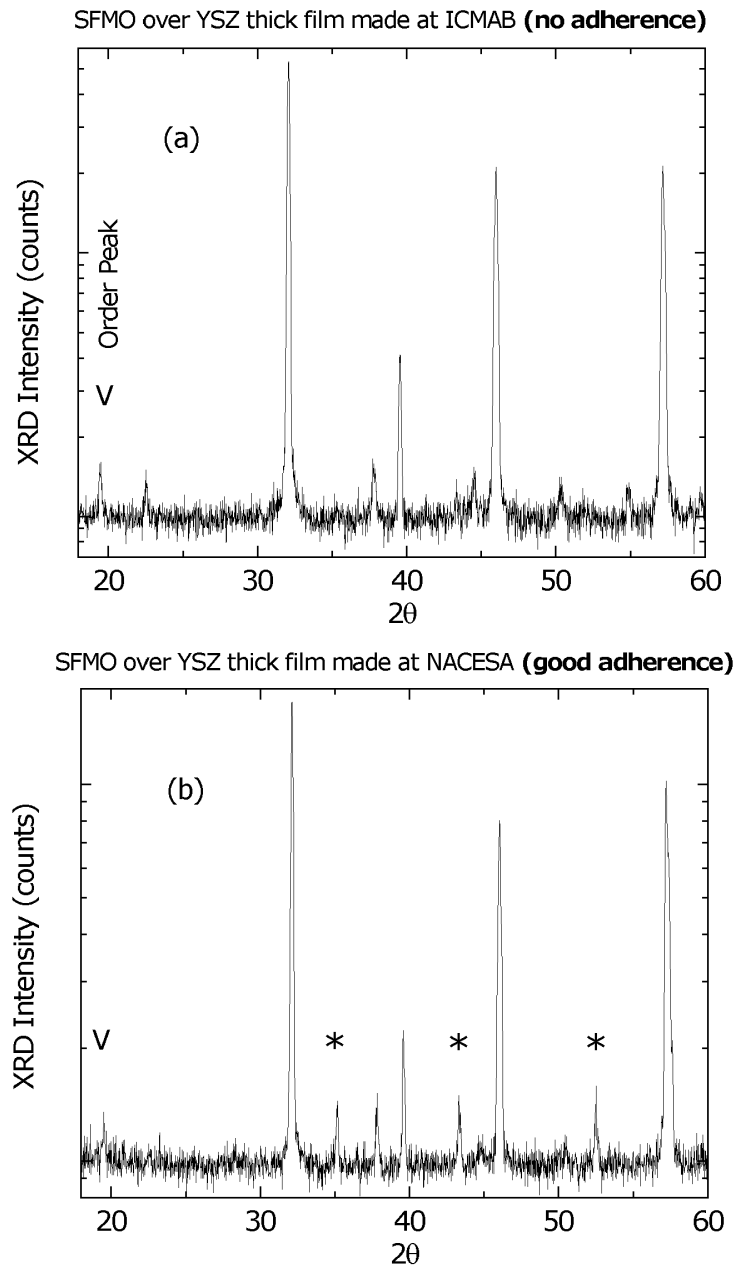 SFMO over YSZ thick film made at ICMAB (no adherence)
(a)
XRD Intensity (counts)
Order Peak
V
20 30 40 50 60
2θ
SFMO over YSZ thick film made at NACESA (good adherence)
(b)
XRD Intensity (counts)
V * * *
20 30 40 50 60
2θ